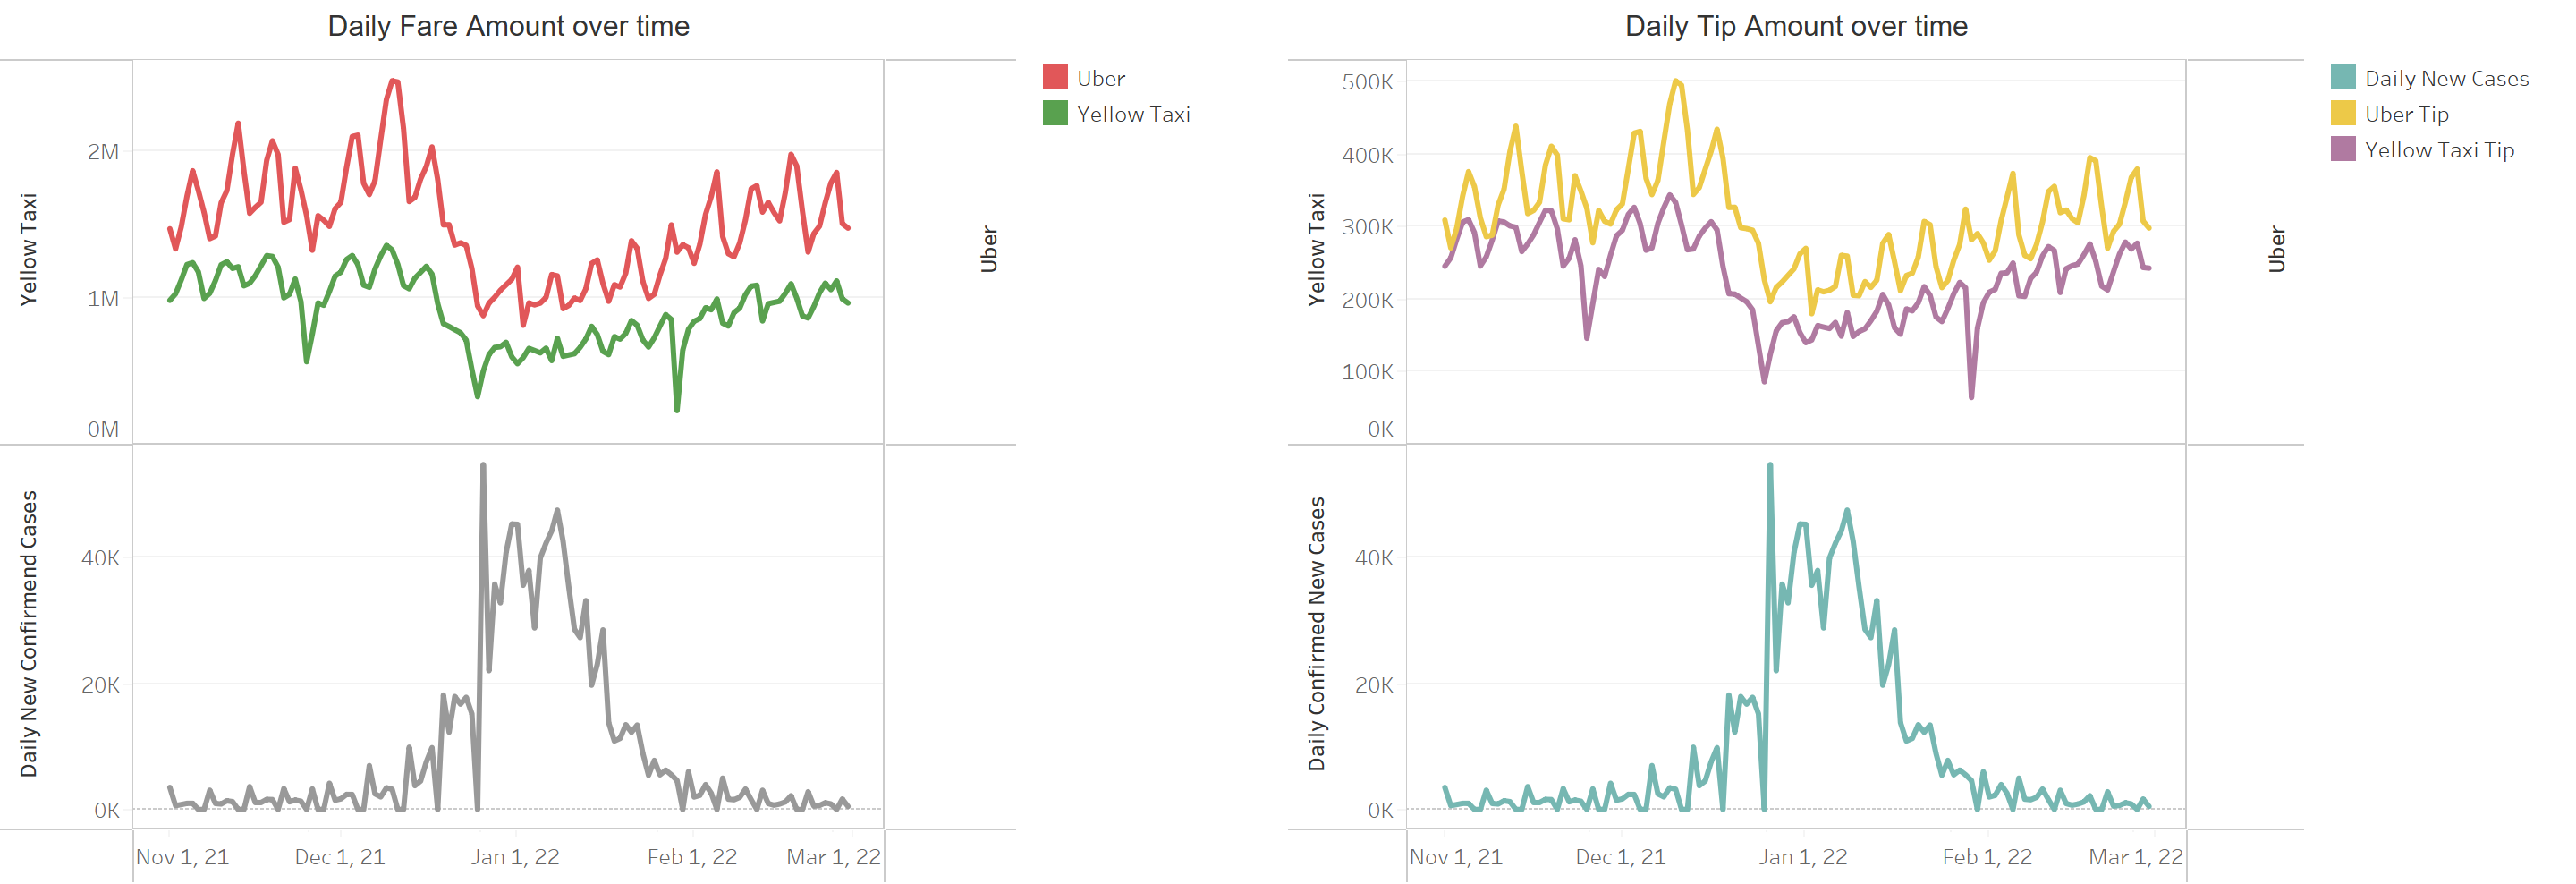 Daily Fare Amount over time
Yellow Taxi
2M
1M
0M
Uber
Uber
Yellow Taxi
Daily New Confirmend Cases
40K
20K
0K
Nov 1, 21
Dec 1, 21
Jan 1, 22
Feb 1, 22
Mar 1, 22
Daily Tip Amount over time
Yellow Taxi
500K
400K
300K
200K
100K
0K
Uber
Daily New Cases
Uber Tip
Yellow Taxi Tip
Daily Confirmed New Cases
40K
20K
0K
Nov 1, 21
Dec 1, 21
Jan 1, 22
Feb 1, 22
Mar 1, 22